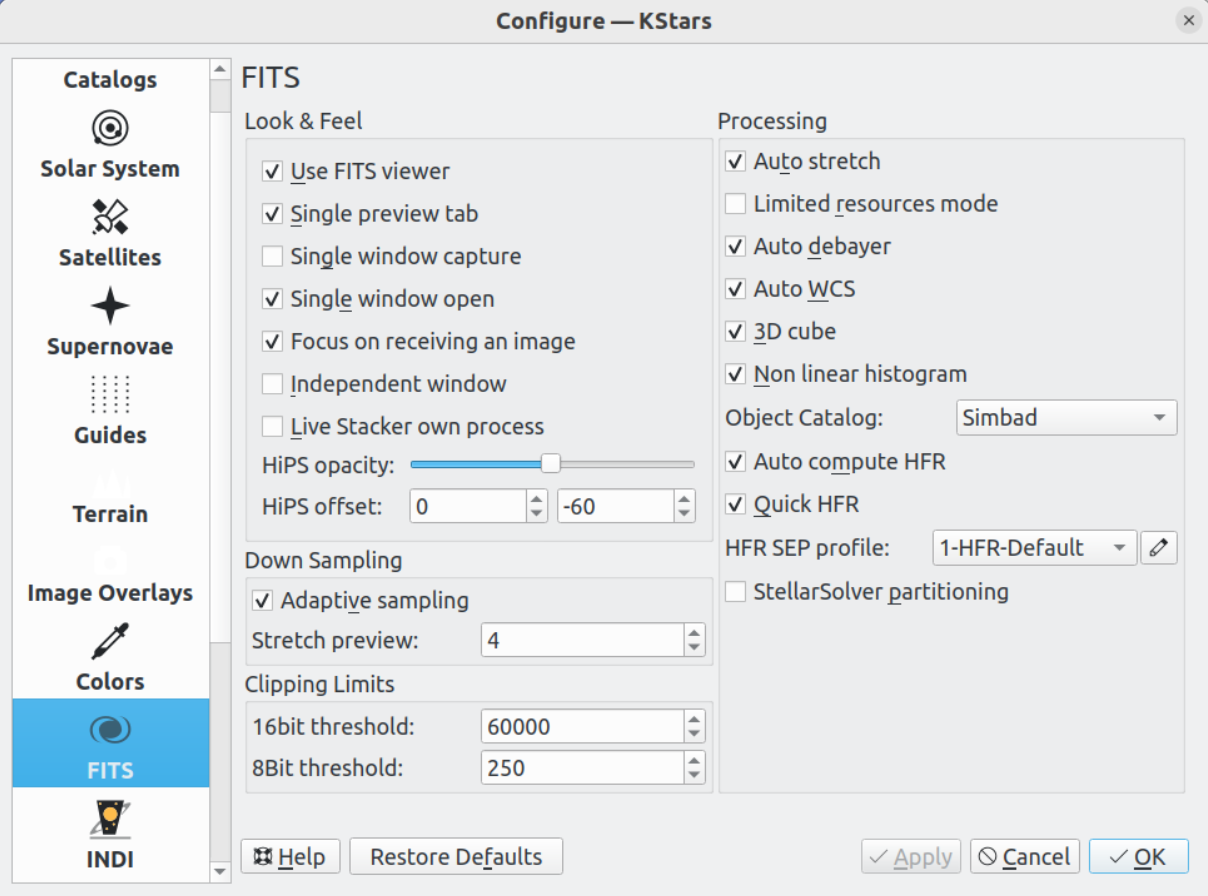 Configure — KStars
Catalogs
Solar System
Satellites
Supernovae
Guides
Terrain
Image Overlays
Colors
FITS
INDI
FITS
Look & Feel
Use FITS viewer
Single preview tab
Single window capture
Single window open
Focus on receiving an image
Independent window
Live Stacker own process
HiPS opacity:
HiPS offset: 0 -60
Down Sampling
Adaptive sampling
Stretch preview: 4
Clipping Limits
16bit threshold: 60000
8Bit threshold: 250
Processing
Auto stretch
Limited resources mode
Auto debayer
Auto WCS
3D cube
Non linear histogram
Object Catalog: Simbad
Auto compute HFR
Quick HFR
HFR SEP profile: 1-HFR-Default
StellarSolver partitioning
Help Restore Defaults Apply Cancel OK